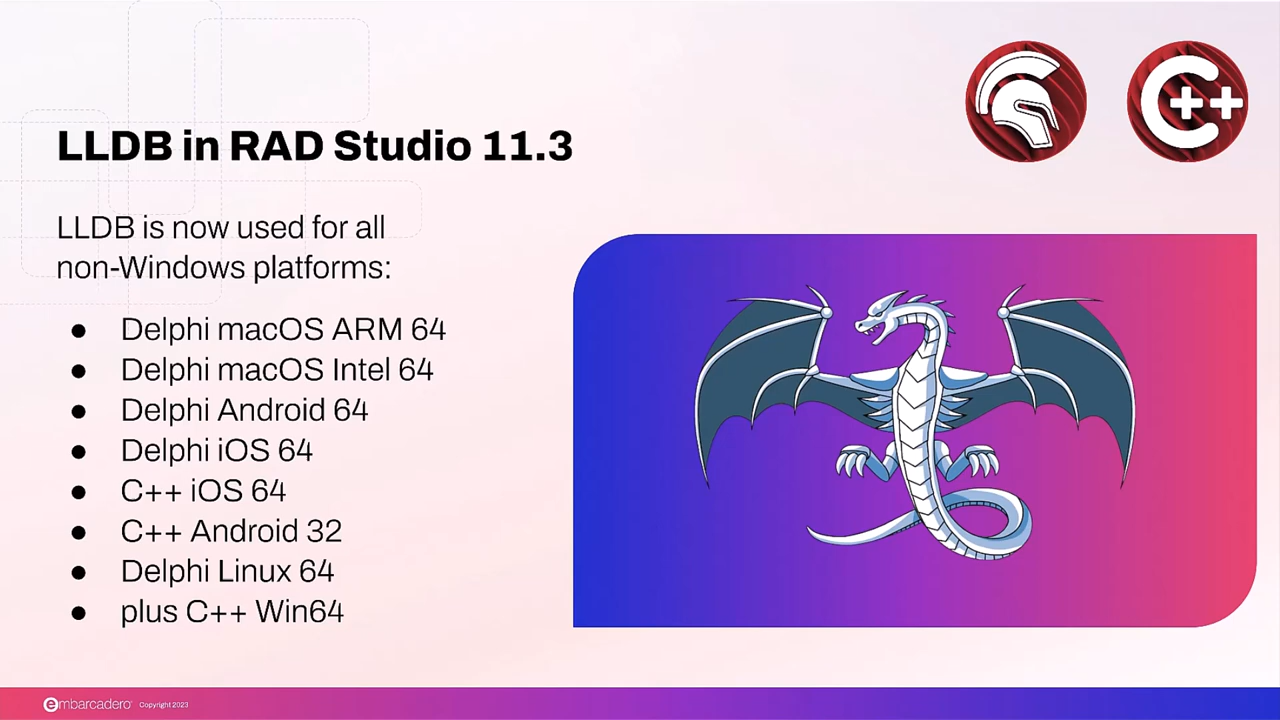 C++
LLDB in RAD Studio 11.3
LLDB is now used for all
non-Windows platforms:
● Delphi macOS ARM 64
● Delphi macOS Intel 64
● Delphi Android 64
● Delphi iOS 64
● C++ iOS 64
● C++ Android 32
● Delphi Linux 64
● plus C++ Win64
embarcadero Copyright 2023